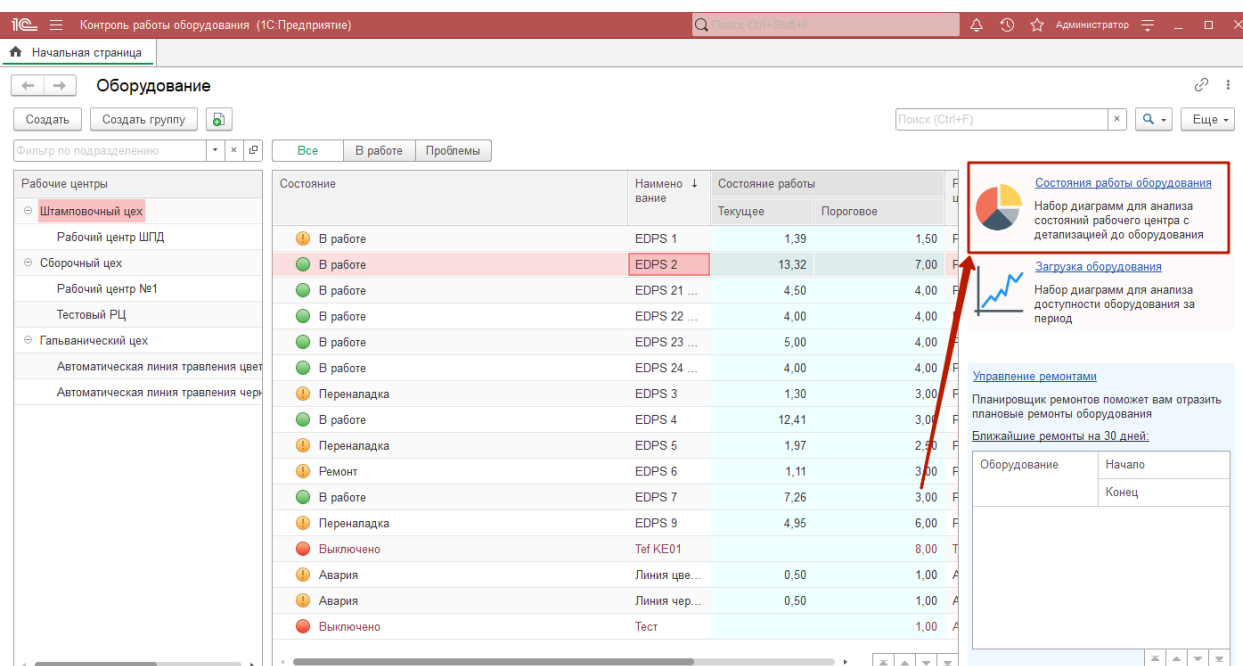 1С Контроль работы оборудования (1С:Предприятие) Поиск Ctrl+Shift+F Администратор
Начальная страница
Оборудование
Создать Создать группу Поиск (Ctrl+F) × Еще
Фильтр по подразделению × Все В работе Проблемы
Рабочие центры
Штамповочный цех
Рабочий центр ШПД
Сборочный цех
Рабочий центр №1
Тестовый РЦ
Гальванический цех
Автоматическая линия травления цвет
Автоматическая линия травления черн
Состояние Наимено ↓ Состояние работы
вание Текущее Пороговое
В работе EDPS 1 1,39 1,50
В работе EDPS 2 13,32 7,00
В работе EDPS 21 ... 4,50 4,00
В работе EDPS 22 ... 4,00 4,00
В работе EDPS 23 ... 5,00 4,00
В работе EDPS 24 ... 4,00 4,00
Переналадка EDPS 3 1,30 3,00
В работе EDPS 4 12,41 3,00
Переналадка EDPS 5 1,97 2,50
Ремонт EDPS 6 1,11 3,00
В работе EDPS 7 7,26 3,00
Переналадка EDPS 9 4,95 6,00
Выключено Tef KE01 8,00
Авария Линия цве... 0,50 1,00
Авария Линия чер... 0,50 1,00
Выключено Тест 1,00
Состояния работы оборудования
Набор диаграмм для анализа
состояний рабочего центра с
детализацией до оборудования
Загрузка оборудования
Набор диаграмм для анализа
доступности оборудования за
период
Управление ремонтами
Планировщик ремонтов поможет вам отразить
плановые ремонты оборудования
Ближайшие ремонты на 30 дней:
Оборудование Начало
Конец